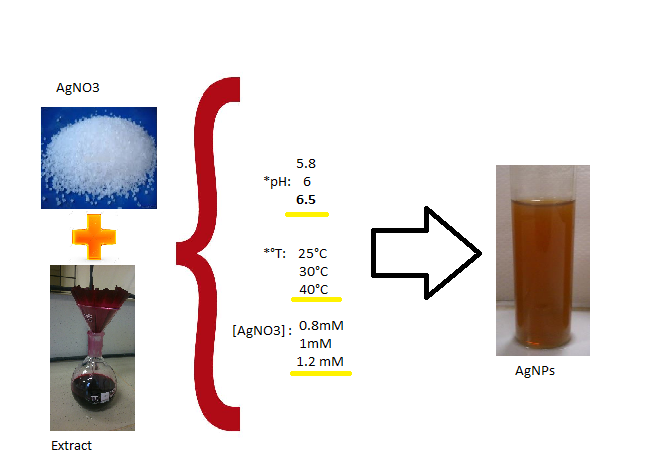 AgNO3
Extract
5.8
*pH: 6
6.5
*°T: 25°C
30°C
40°C
[AgNO3] : 0.8mM
1mM
1.2 mM
AgNPs